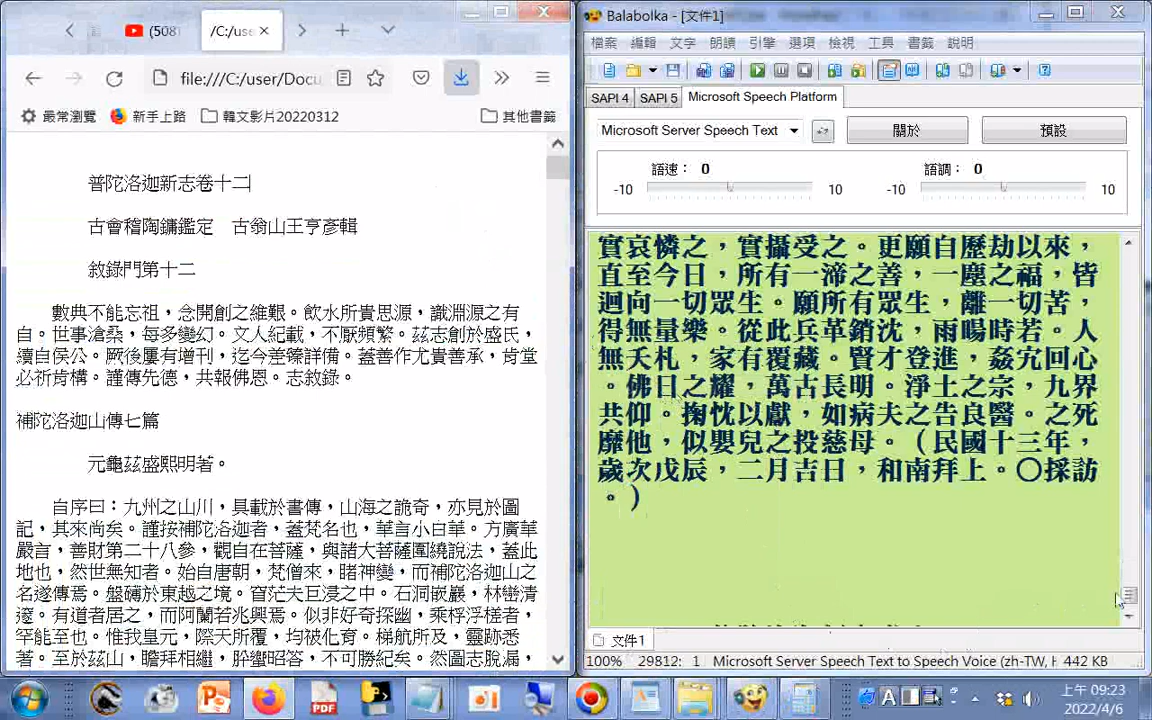 (508
/C:/use
file:///C:/user/Docu
最常瀏覽
新手上路
韓文影片20220312
其他書籤
普陀洛迦新志卷十二
古會稽陶鏞鑑定　古翁山王亨彥輯
敘錄門第十二
數典不能忘祖，念開創之維艱。飲水所貴思源，識淵源之有
自。世事滄桑，每多變幻。文人紀載，不厭頻繁。茲志創於盛氏，
續自侯公。厥後屢有增刊，迄今差臻詳備。蓋善作尤貴善承，肯堂
必祈肯構。謹傳先德，共報佛恩。志敘錄。
補陀洛迦山傳七篇
元龜茲盛熙明著。
自序曰：九州之山川，具載於書傳，山海之詭奇，亦見於圖
記，其來尚矣。謹按補陀洛迦者，蓋梵名也，華言小白華。方廣華
嚴言，善財第二十八參，觀自在菩薩，與諸大菩薩圍繞說法，蓋此
地也，然世無知者。始自唐朝，梵僧來，睹神變，而補陀洛迦山之
名遂傳焉。盤礡於東越之境。窅茫夫巨浸之中。石洞嵌巖，林巒清
邃。有道者居之，而阿蘭若兆興焉。似非好奇探幽，乘桴浮槎者，
罕能至也。惟我皇元，際天所覆，均被化育。梯航所及，靈跡悉
著。至於茲山，瞻拜相繼，肸蠁昭答，不可勝紀矣。然圖志脫漏，
Balabolka - [文件1]
檔案 編輯 文字 朗讀 引擎 選項 檢視 工具 書籤 說明
SAPI 4 SAPI 5 Microsoft Speech Platform
Microsoft Server Speech Text
關於
預設
語速： 0
語調： 0
-10 10
-10 10
實哀憐之，實攝受之。更願自歷劫以來，
直至今日，所有一渧之善，一塵之福，皆
迴向一切眾生。願所有眾生，離一切苦，
得無量樂。從此兵革銷沈，雨暘時若。人
無夭札，家有覆藏。賢才登進，姦宄回心
。佛日之耀，萬古長明。淨土之宗，九界
共仰。掬忱以獻，如病夫之告良醫。之死
靡他，似嬰兒之投慈母。（民國十三年，
歲次戊辰，二月吉日，和南拜上。〇採訪
。）
文件1
100% 29812: 1 Microsoft Server Speech Text to Speech Voice (zh-TW, H 442 KB
上午 09:23
2022/4/6